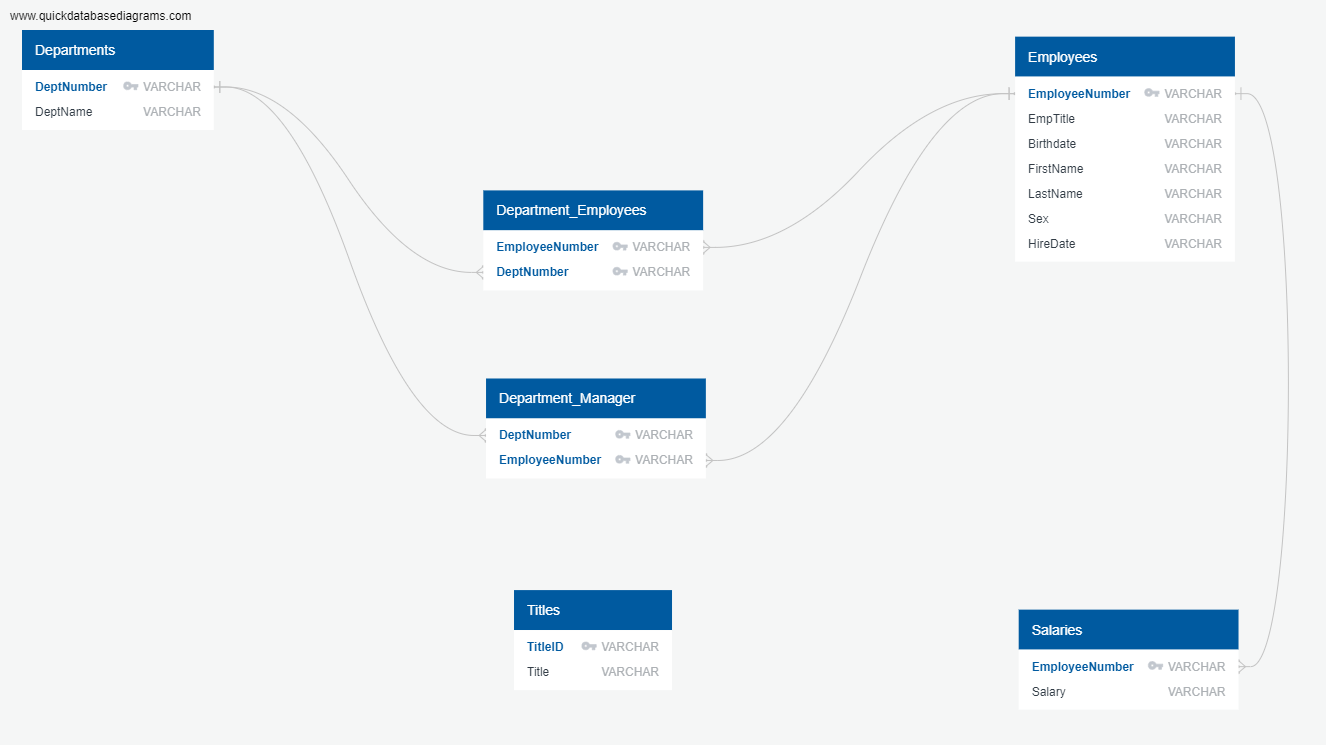 www.quickdatabasediagrams.com
Departments
DeptNumber VARCHAR
DeptName VARCHAR
Employees
EmployeeNumber VARCHAR
EmpTitle VARCHAR
Birthdate VARCHAR
FirstName VARCHAR
LastName VARCHAR
Sex VARCHAR
HireDate VARCHAR
Department_Employees
EmployeeNumber VARCHAR
DeptNumber VARCHAR
Department_Manager
DeptNumber VARCHAR
EmployeeNumber VARCHAR
Titles
TitleID VARCHAR
Title VARCHAR
Salaries
EmployeeNumber VARCHAR
Salary VARCHAR